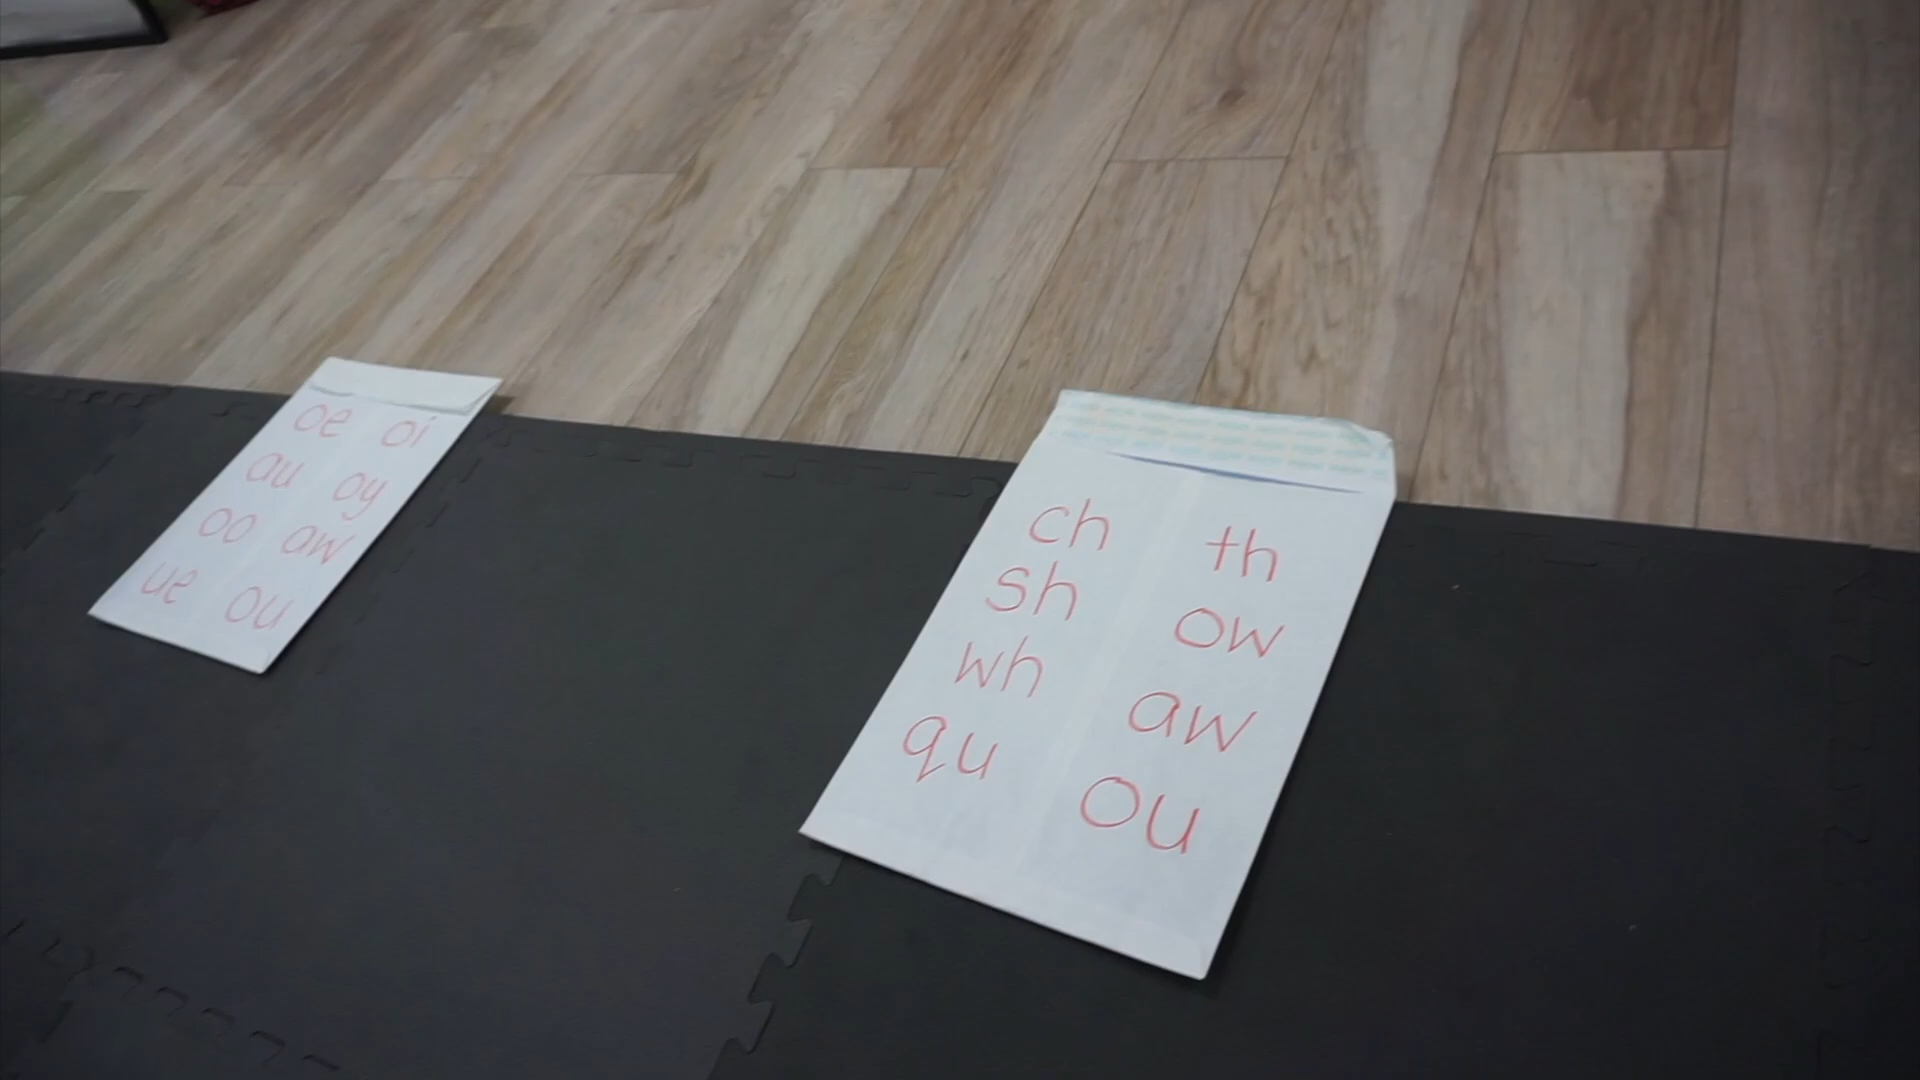 oe oi
au oy
oo aw
ue ou
ch th
sh ow
wh aw
qu ou